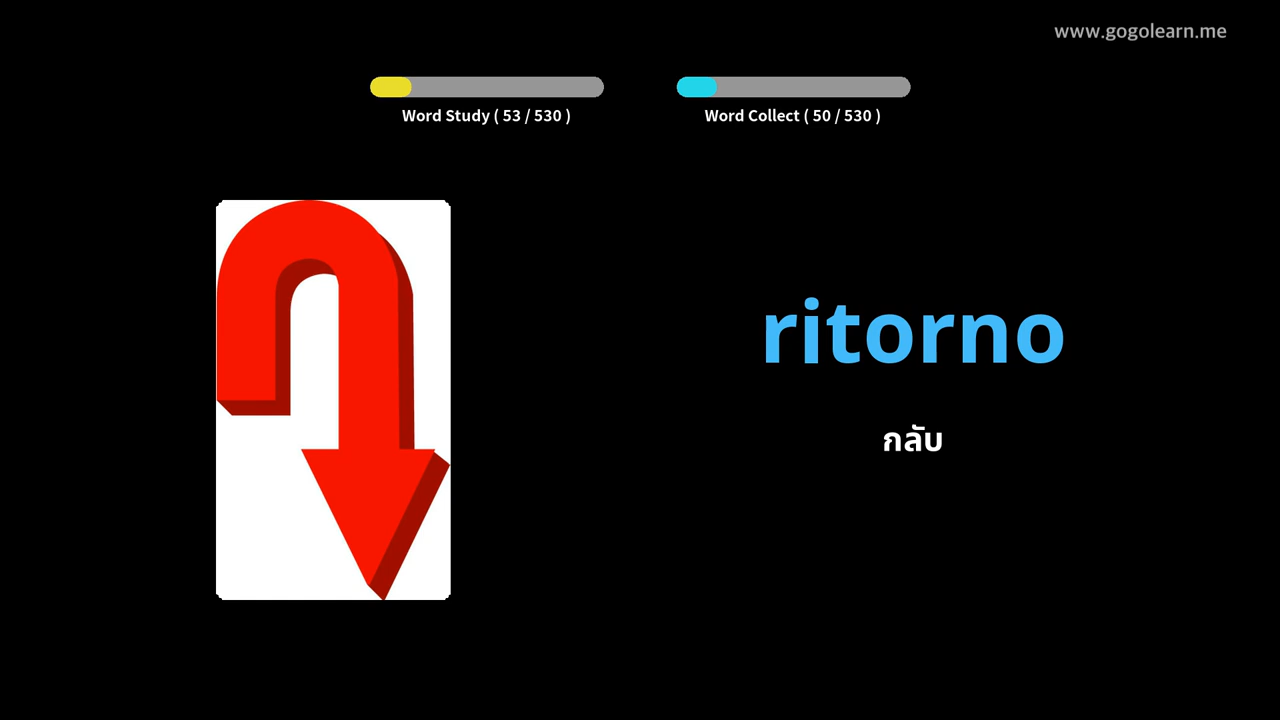 www.gogolearn.me
Word Study ( 53 / 530 )
Word Collect ( 50 / 530 )
ritorno
กลับ